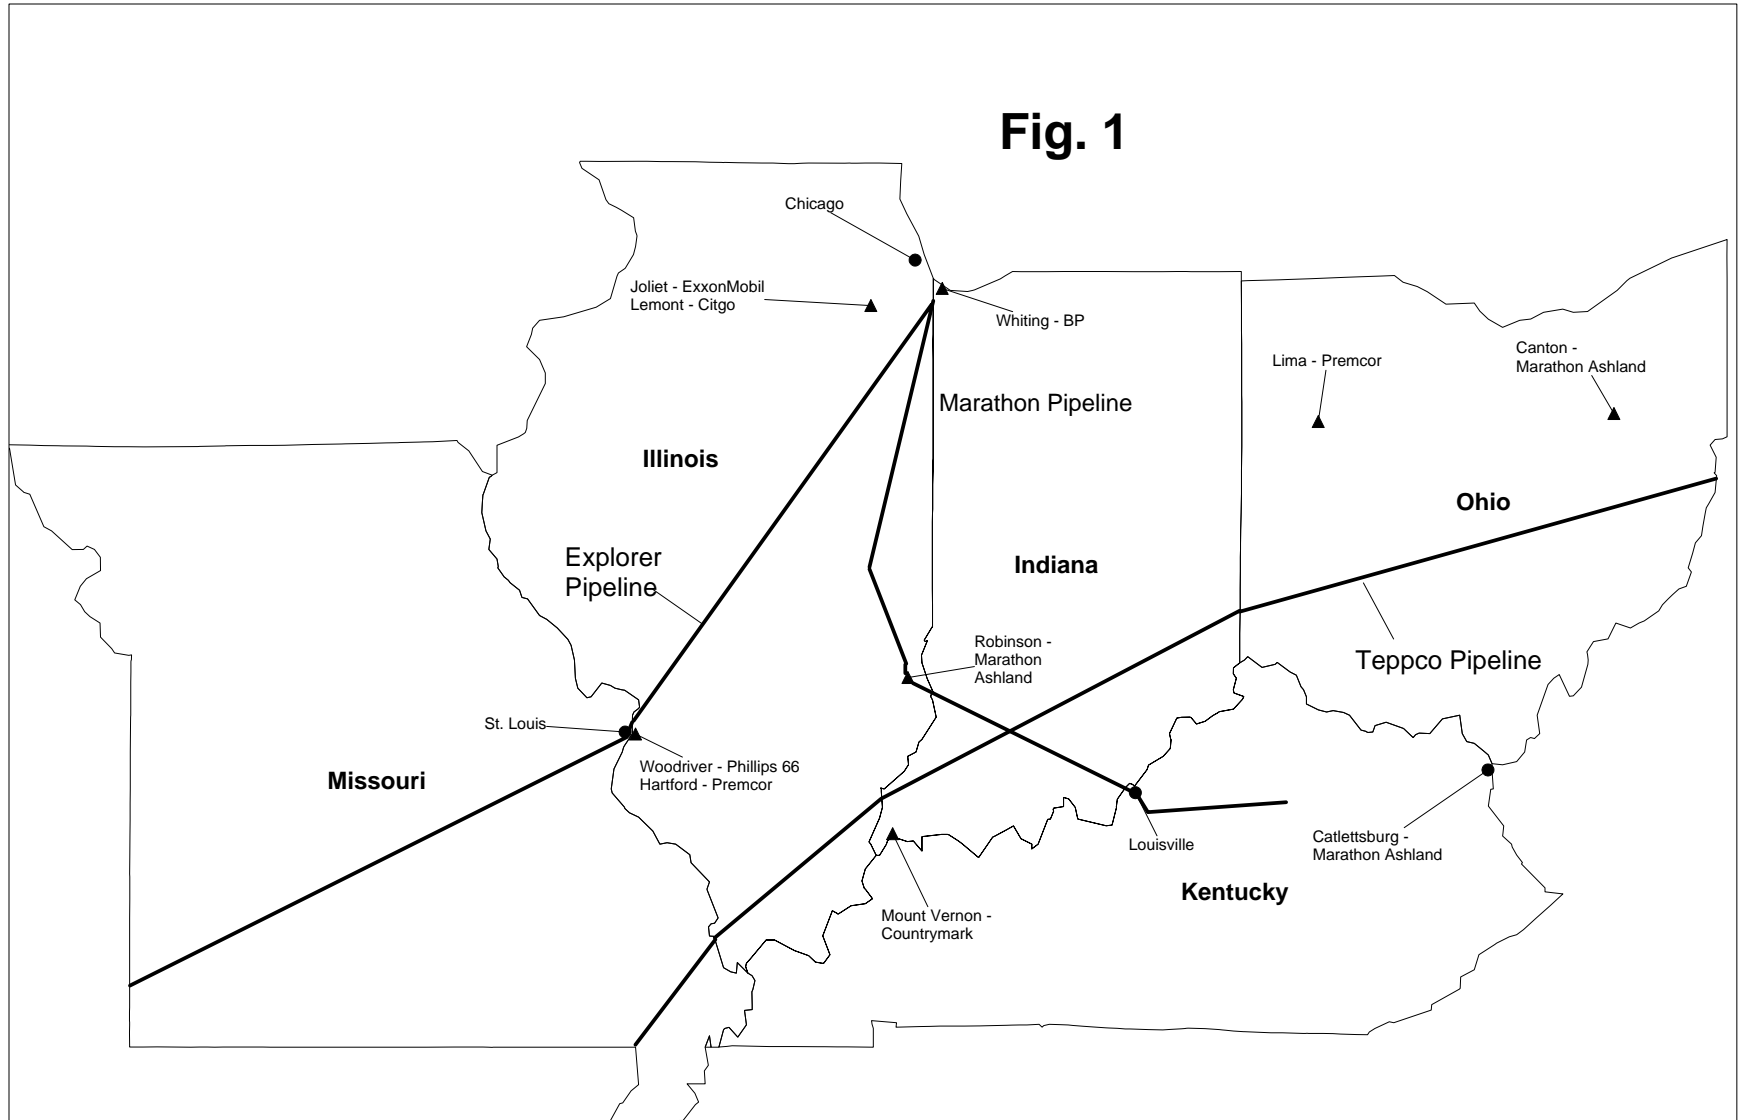 Fig. 1
Chicago
Joliet - ExxonMobil
Lemont - Citgo
Whiting - BP
Canton -
Marathon Ashland
Lima - Premcor
Marathon Pipeline
Illinois
Ohio
Explorer
Pipeline
Indiana
Robinson -
Marathon
Ashland
Teppco Pipeline
St. Louis
Woodriver - Phillips 66
Hartford - Premcor
Missouri
Louisville
Catlettsburg -
Marathon Ashland
Kentucky
Mount Vernon -
Countrymark